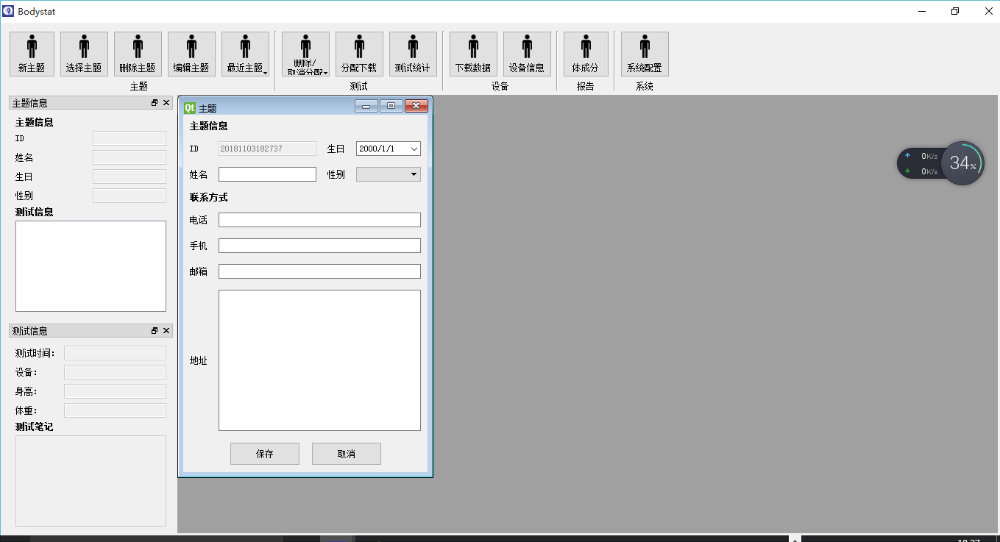 Bodystat
新主题
选择主题
删除主题
编辑主题
最近主题
删除/
取消分配
分配下载
测试统计
下载数据
设备信息
体成分
系统配置
主题
测试
设备
报告
系统
主题信息
主题信息
ID
姓名
生日
性别
测试信息
测试信息
测试时间:
设备:
身高:
体重:
测试笔记
Qt 主题
主题信息
ID 20181103182737 生日 2000/1/1
姓名 性别
联系方式
电话
手机
邮箱
地址
保存 取消
0K/s
0K/s
34%